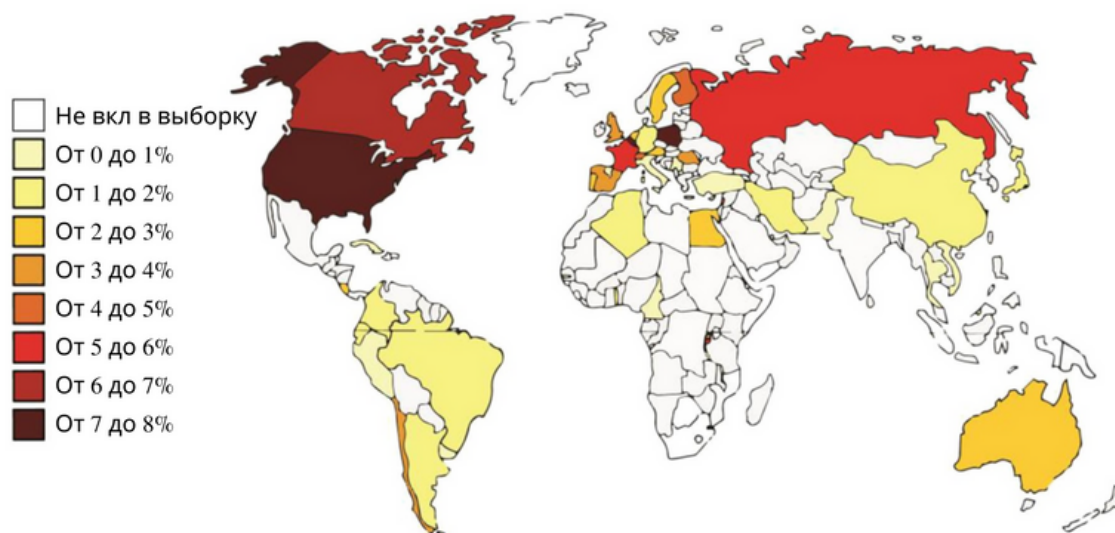 Не вкл в выборку
От 0 до 1%
От 1 до 2%
От 2 до 3%
От 3 до 4%
От 4 до 5%
От 5 до 6%
От 6 до 7%
От 7 до 8%